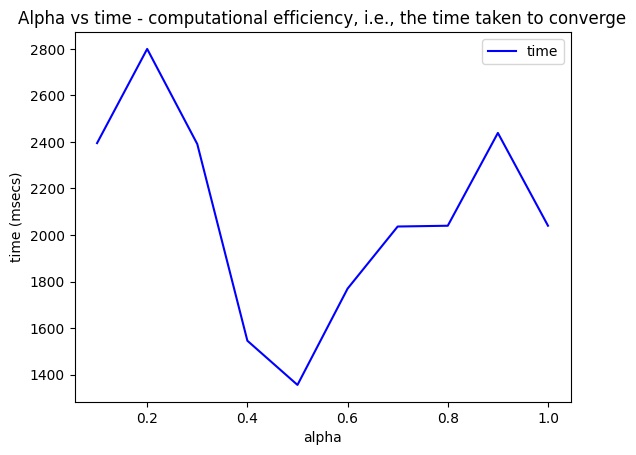 Alpha vs time - computational efficiency, i.e., the time taken to converge
time
2800
2600
2400
2200
2000
1800
1600
1400
time (msecs)
0.2 0.4 0.6 0.8 1.0
alpha